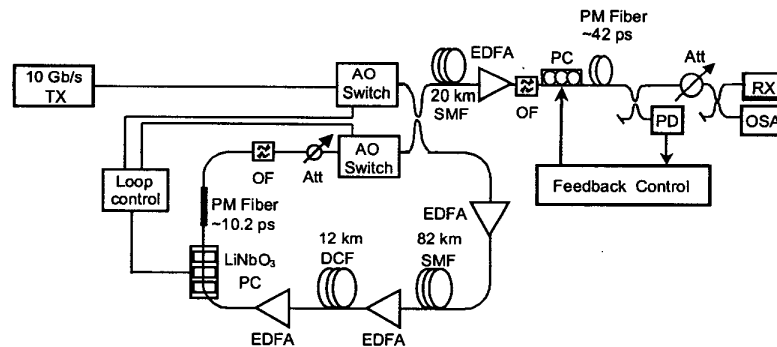 10 Gb/s
TX
AO
Switch
20 km
SMF
EDFA
OF
PC
PM Fiber
~42 ps
Att
RX
PD
OSA
Feedback Control
Loop
control
OF
Att
AO
Switch
PM Fiber
~10.2 ps
LiNbO₃
PC
EDFA
12 km
DCF
EDFA
82 km
SMF
EDFA